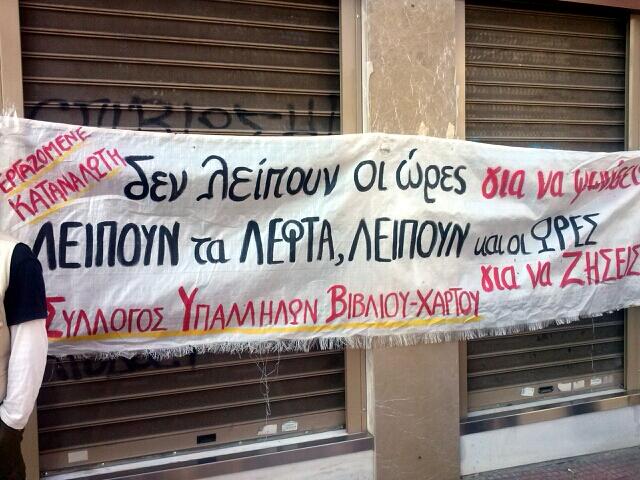 ΕΡΓΑΖΟΜΕΝΕ
ΚΑΤΑΝΑΛΩΤΗ
δεν λείπουν οι ώρες για να ψωνίσεις
ΛΕΙΠΟΥΝ τα ΛΕΦΤΑ, ΛΕΙΠΟΥΝ και οι ΩΡΕΣ
για να ΖΗΣΕΙΣ
ΣΥΛΛΟΓΟΣ ΥΠΑΛΛΗΛΩΝ ΒΙΒΛΙΟΥ-ΧΑΡΤΟΥ